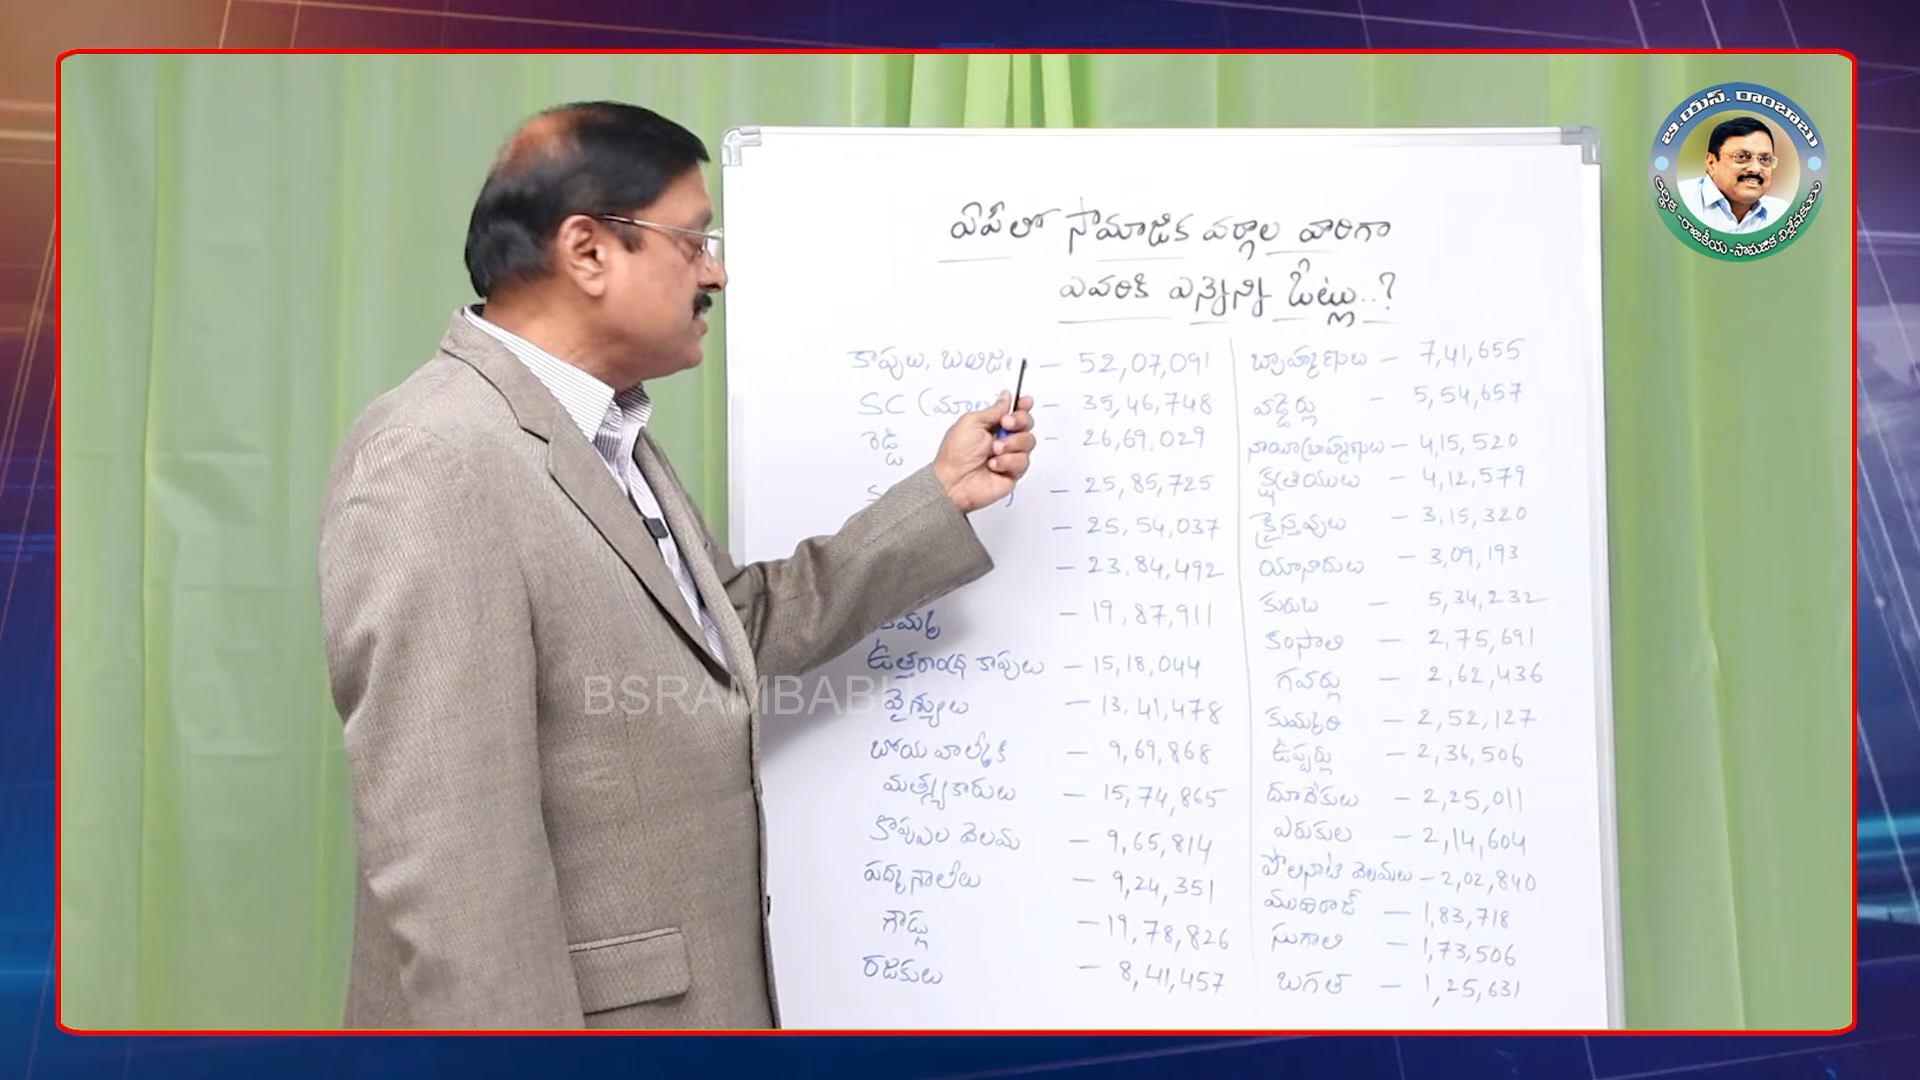 బి.యస్. రాంబాబు
ప్రముఖ - రాజకీయ - సామాజిక విశ్లేషకులు
ఏపీలో సామాజిక వర్గాల వారిగా
ఎవరికి ఎన్నెన్ని ఓట్లు..?
కాపులు, బలిజలు - 52,07,091
SC (మాల - 35,46,748
రెడ్డి - 26,69,029
- 25,85,725
- 25,54,037
- 23,84,492
- 19,87,911
ఉత్తరాంధ్ర కాపులు - 15,18,044
వైశ్యులు - 13,41,478
బోయ వాల్మీకి - 9,69,868
మత్స్యకారులు - 15,74,865
కొప్పుల వెలమ - 9,65,814
పద్మశాలీలు - 9,24,351
గౌడ్లు - 19,78,826
రజకులు - 8,41,457
బ్రాహ్మణులు - 7,41,655
వడ్డెర్లు - 5,54,657
నాయీబ్రాహ్మణులు - 4,15,520
క్షత్రియులు - 4,12,579
క్రైస్తవులు - 3,15,320
యానాదులు - 3,09,193
కురుబ - 5,34,232
కంసాలి - 2,75,691
గవర్లు - 2,62,436
కుమ్మరి - 2,52,127
ఉప్పర్లు - 2,36,506
దూదేకులు - 2,25,011
ఎరుకుల - 2,14,604
పోలనాటి వెలమలు - 2,02,840
ముదిరాజ్ - 1,83,718
సుగాలి - 1,73,506
బగత - 1,25,631
BSRAMBABU